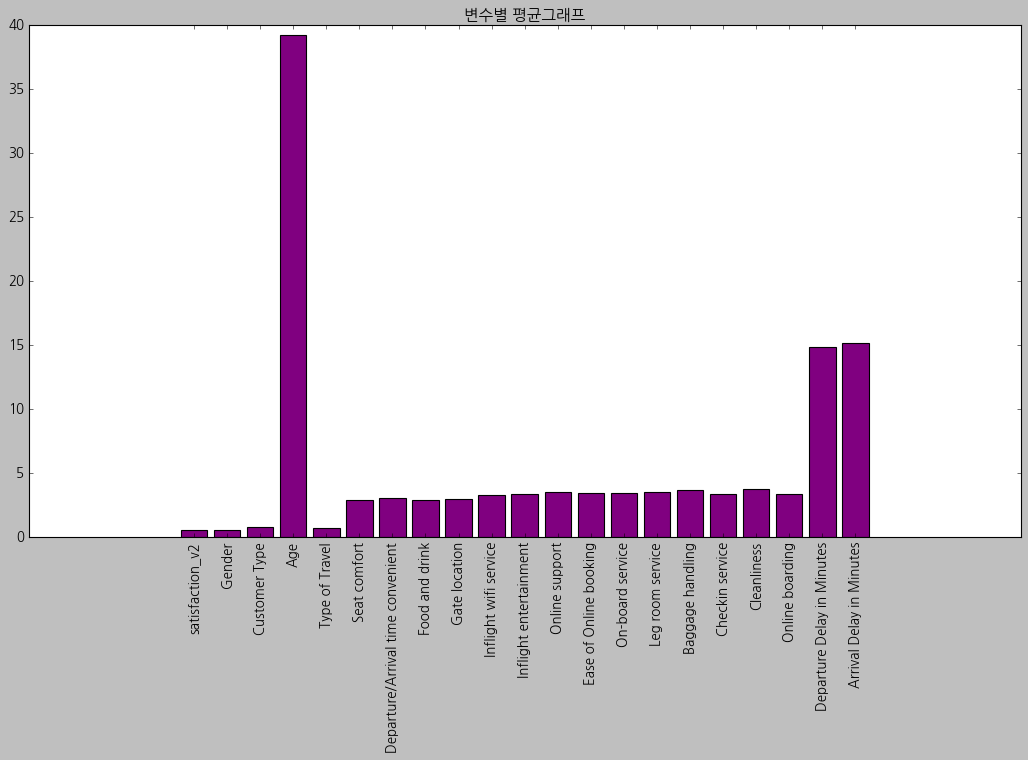 변수별 평균그래프
40
35
30
25
20
15
10
5
0
satisfaction_v2
Gender
Customer Type
Age
Type of Travel
Seat comfort
Departure/Arrival time convenient
Food and drink
Gate location
Inflight wifi service
Inflight entertainment
Online support
Ease of Online booking
On-board service
Leg room service
Baggage handling
Checkin service
Cleanliness
Online boarding
Departure Delay in Minutes
Arrival Delay in Minutes